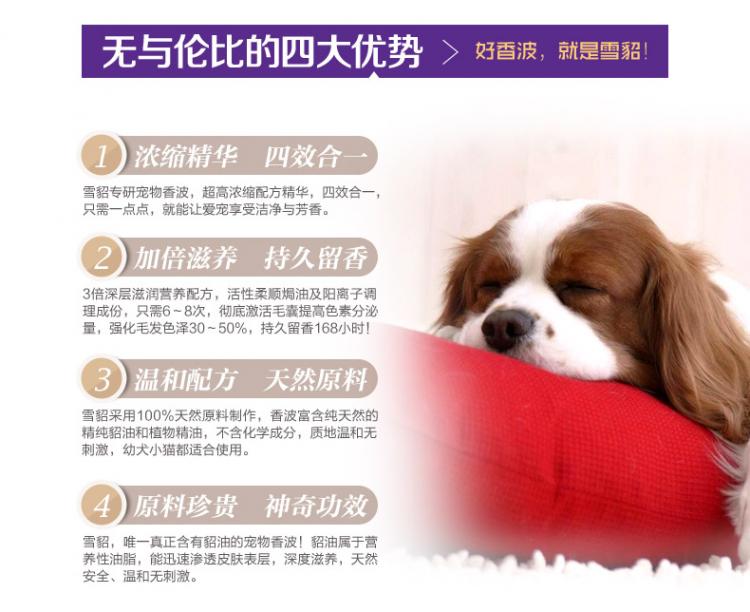 无与伦比的四大优势 > 好香波，就是雪貂！
1 浓缩精华 四效合一
雪貂专研宠物香波，超高浓缩配方精华，四效合一，
只需一点点，就能让爱宠享受洁净与芳香。
2 加倍滋养 持久留香
3倍深层滋润营养配方，活性柔顺焗油及阳离子调
理成份，只需6～8次，彻底激活毛囊提高色素分泌
量，强化毛发色泽30～50%，持久留香168小时！
3 温和配方 天然原料
雪貂采用100%天然原料制作，香波富含纯天然的
精纯貂油和植物精油，不含化学成分，质地温和无
刺激，幼犬小猫都适合使用。
4 原料珍贵 神奇功效
雪貂，唯一真正含有貂油的宠物香波！貂油属于营
养性油脂，能迅速渗透皮肤表层，深度滋养，天然
安全、温和无刺激。